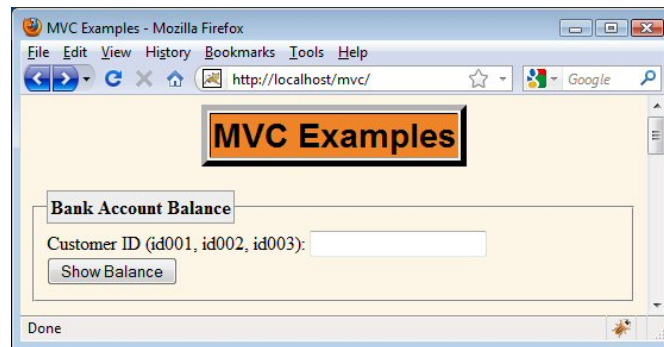 MVC Examples - Mozilla Firefox
File Edit View History Bookmarks Tools Help
http://localhost/mvc/ Google
MVC Examples
Bank Account Balance
Customer ID (id001, id002, id003):
Show Balance
Done